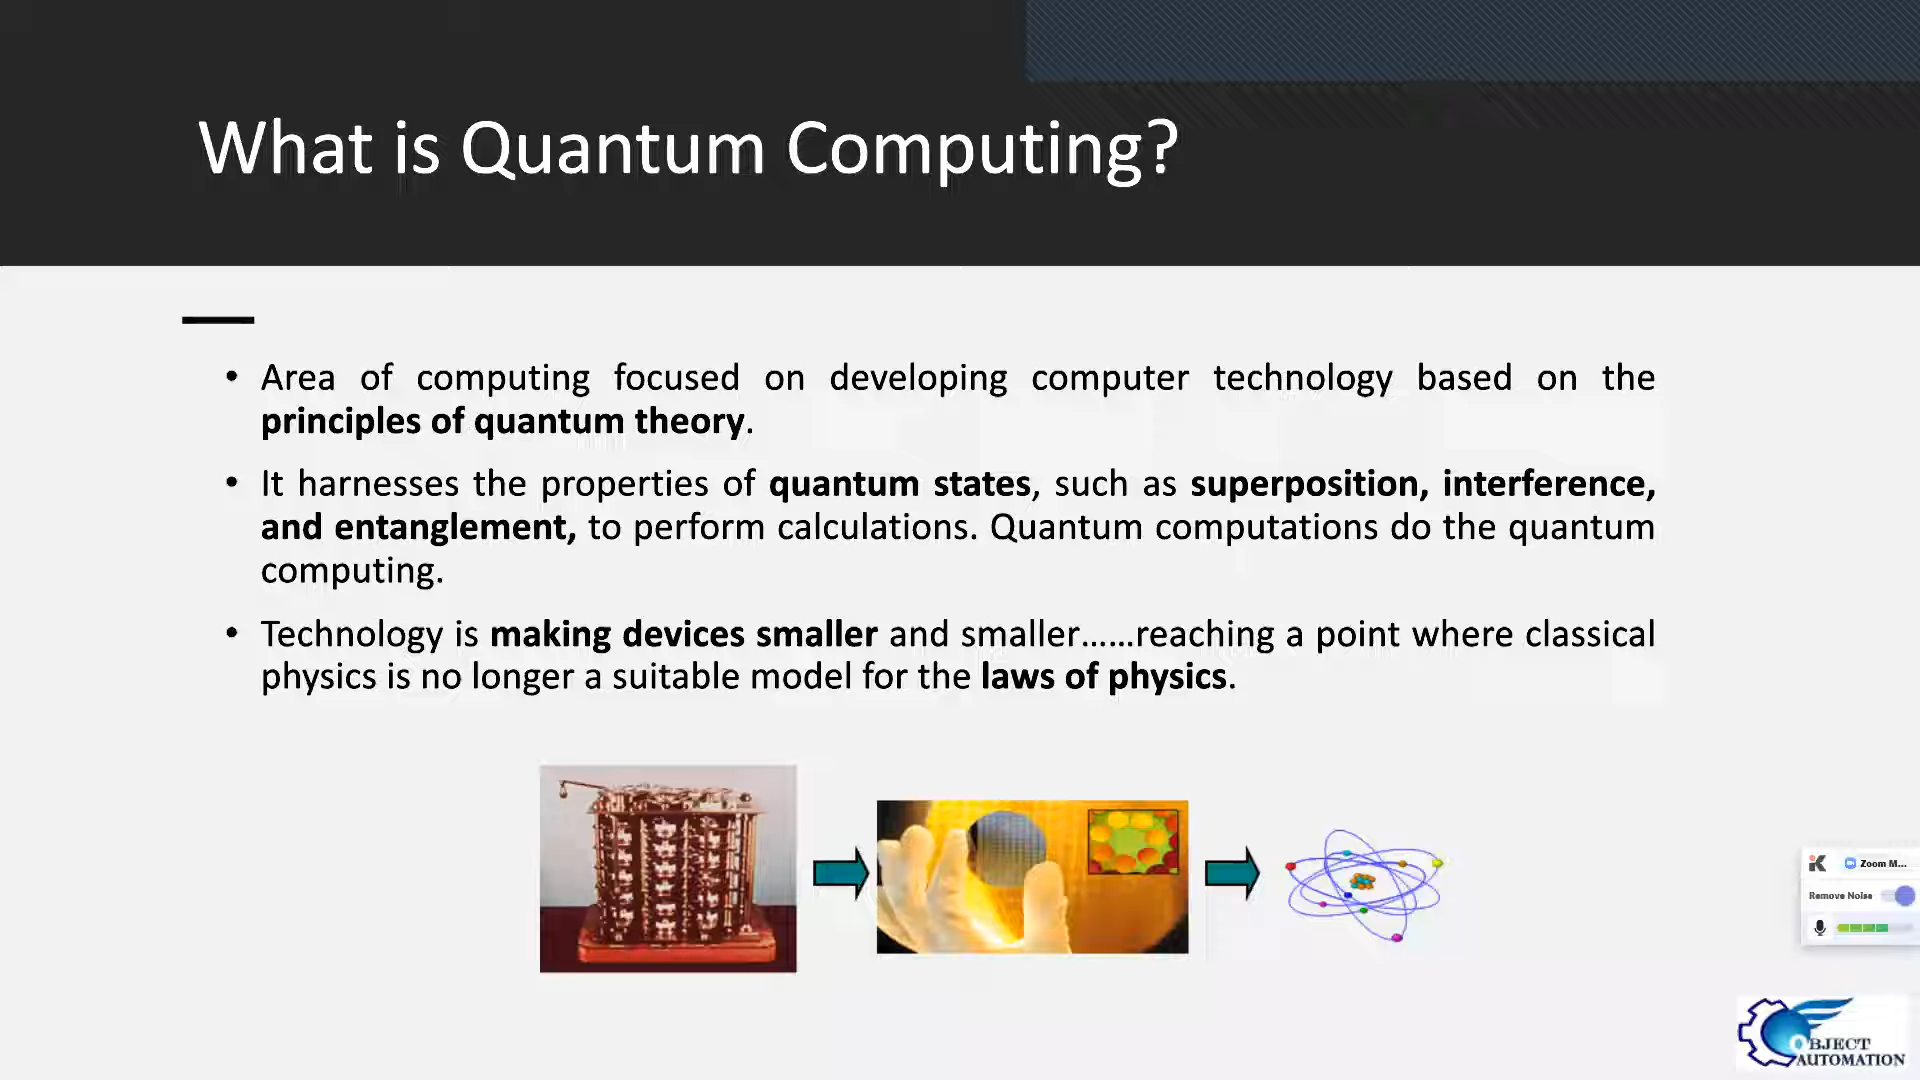 What is Quantum Computing?
• Area of computing focused on developing computer technology based on the
principles of quantum theory.
• It harnesses the properties of quantum states, such as superposition, interference,
and entanglement, to perform calculations. Quantum computations do the quantum
computing.
• Technology is making devices smaller and smaller......reaching a point where classical
physics is no longer a suitable model for the laws of physics.
Zoom M...
Remove Noise
OBJECT
AUTOMATION